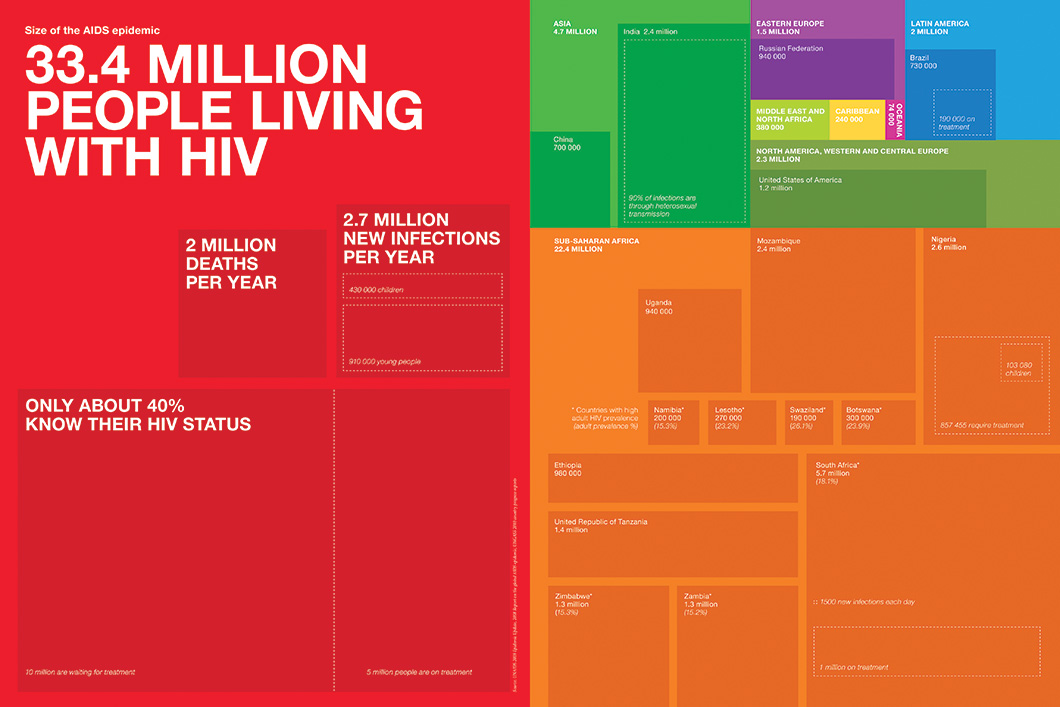 Size of the AIDS epidemic
33.4 MILLION
PEOPLE LIVING
WITH HIV
2 MILLION
DEATHS
PER YEAR
2.7 MILLION
NEW INFECTIONS
PER YEAR
430 000 children
910 000 young people
ONLY ABOUT 40%
KNOW THEIR HIV STATUS
10 million are waiting for treatment
5 million people are on treatment
ASIA
4.7 MILLION
India 2.4 million
90% of infections are
through heterosexual
transmission
China
700 000
EASTERN EUROPE
1.5 MILLION
Russian Federation
940 000
LATIN AMERICA
2 MILLION
Brazil
730 000
190 000 on
treatment
MIDDLE EAST AND
NORTH AFRICA
380 000
CARIBBEAN
240 000
OCEANIA
74 000
NORTH AMERICA, WESTERN AND CENTRAL EUROPE
2.3 MILLION
United States of America
1.2 million
SUB-SAHARAN AFRICA
22.4 MILLION
Uganda
940 000
Mozambique
2.4 million
Nigeria
2.6 million
103 080
children
857 455 require treatment
* Countries with high
adult HIV prevalence
(adult prevalence %)
Namibia*
200 000
(15.3%)
Lesotho*
270 000
(23.2%)
Swaziland*
190 000
(26.1%)
Botswana*
300 000
(23.9%)
Ethiopia
980 000
United Republic of Tanzania
1.4 million
Zimbabwe*
1.3 million
(15.3%)
Zambia*
1.3 million
(15.2%)
South Africa*
5.7 million
(18.1%)
1500 new infections each day
1 million on treatment